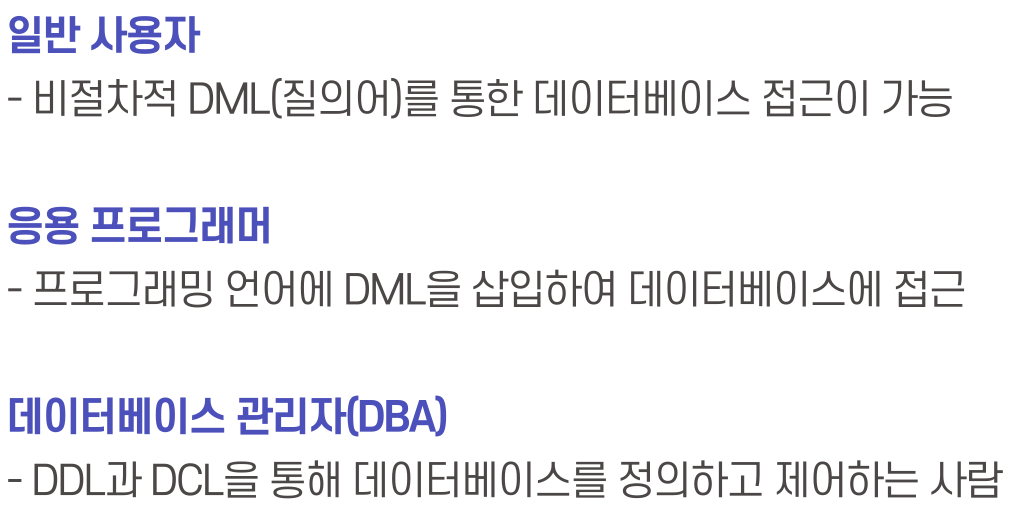 일반 사용자
- 비절차적 DML(질의어)를 통한 데이터베이스 접근이 가능
응용 프로그래머
- 프로그래밍 언어에 DML을 삽입하여 데이터베이스에 접근
데이터베이스 관리자(DBA)
- DDL과 DCL을 통해 데이터베이스를 정의하고 제어하는 사람